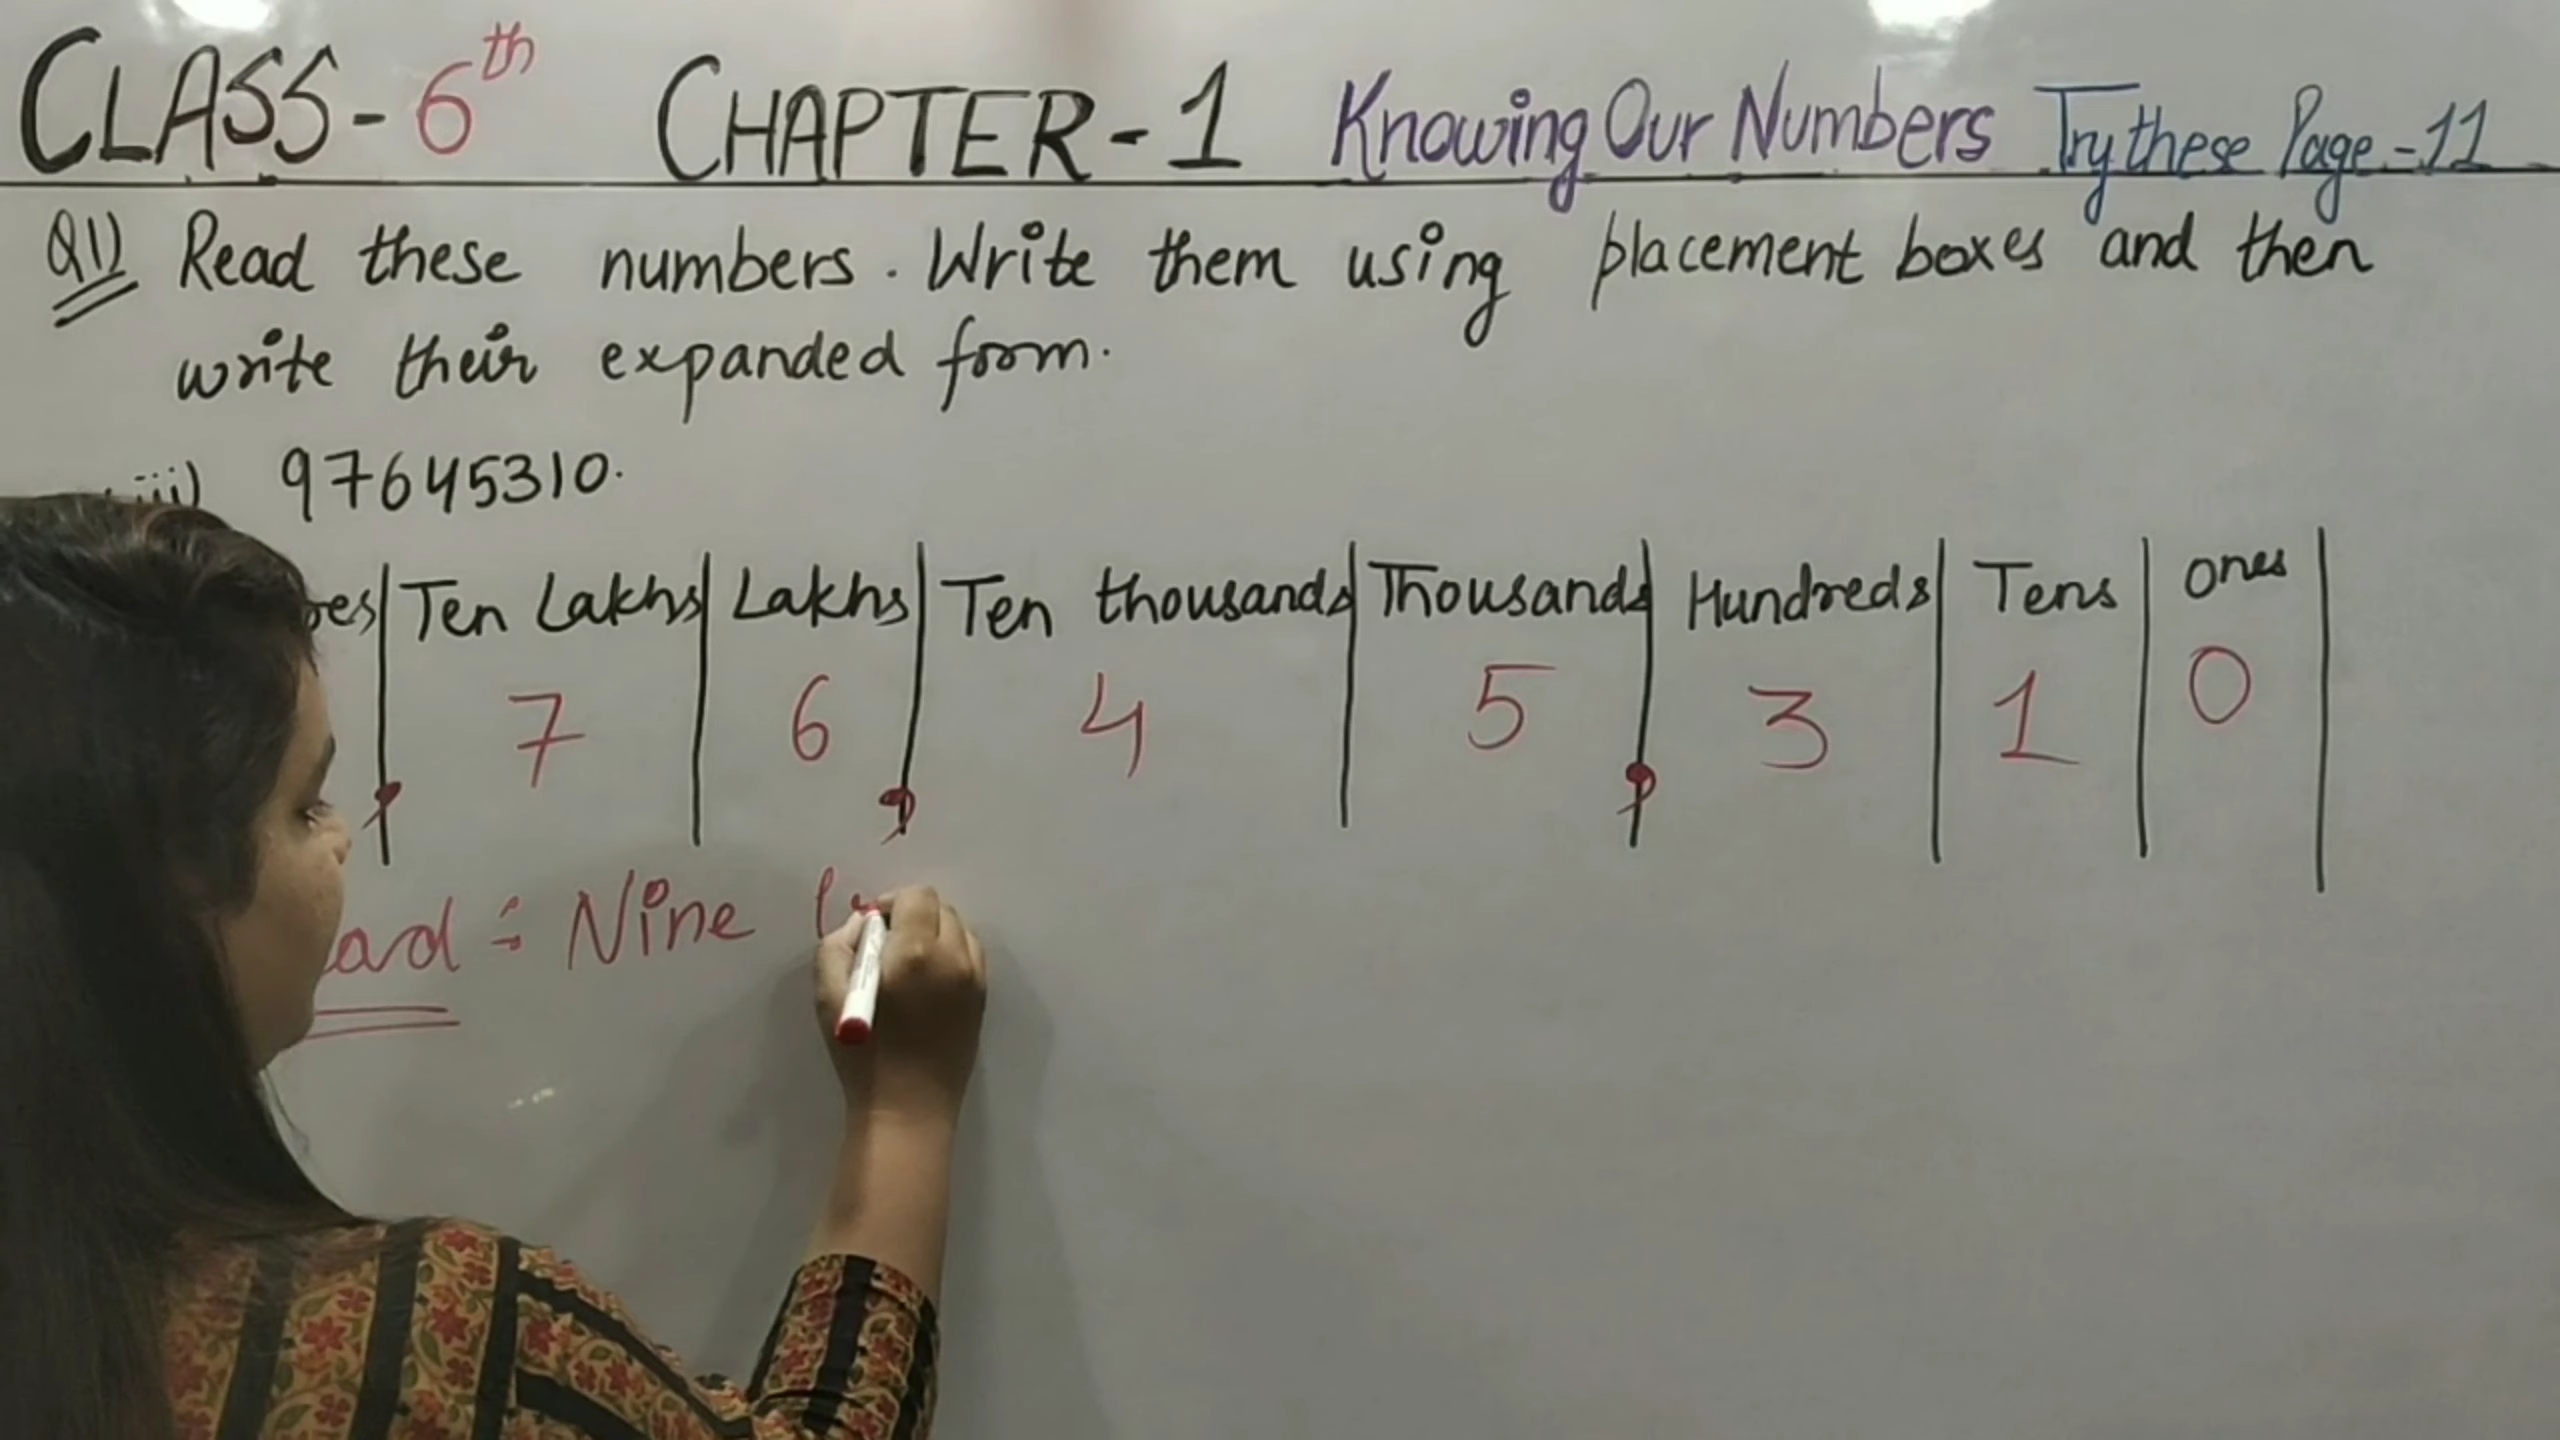 CLASS-6th CHAPTER-1 Knowing Our Numbers Try these Page-11
Q1) Read these numbers. Write them using placement boxes and then
write their expanded form.
iii) 97645310.
Ten Lakhs Lakhs Ten thousands Thousands Hundreds Tens Ones
7 6 4 5 3 1 0
, , ,
: Nine